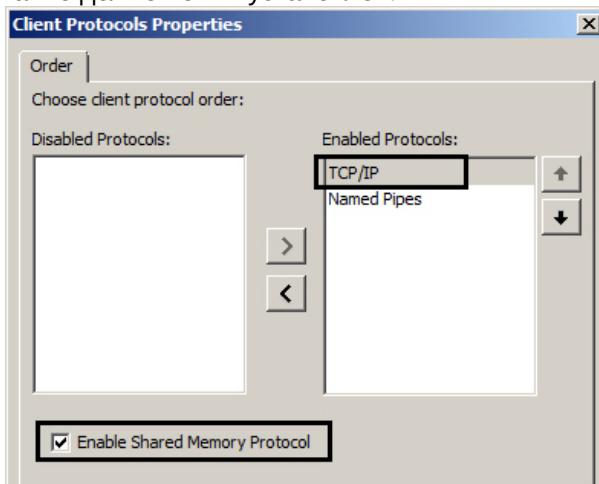 Client Protocols Properties
Order
Choose client protocol order:
Disabled Protocols:
Enabled Protocols:
TCP/IP
Named Pipes
Enable Shared Memory Protocol